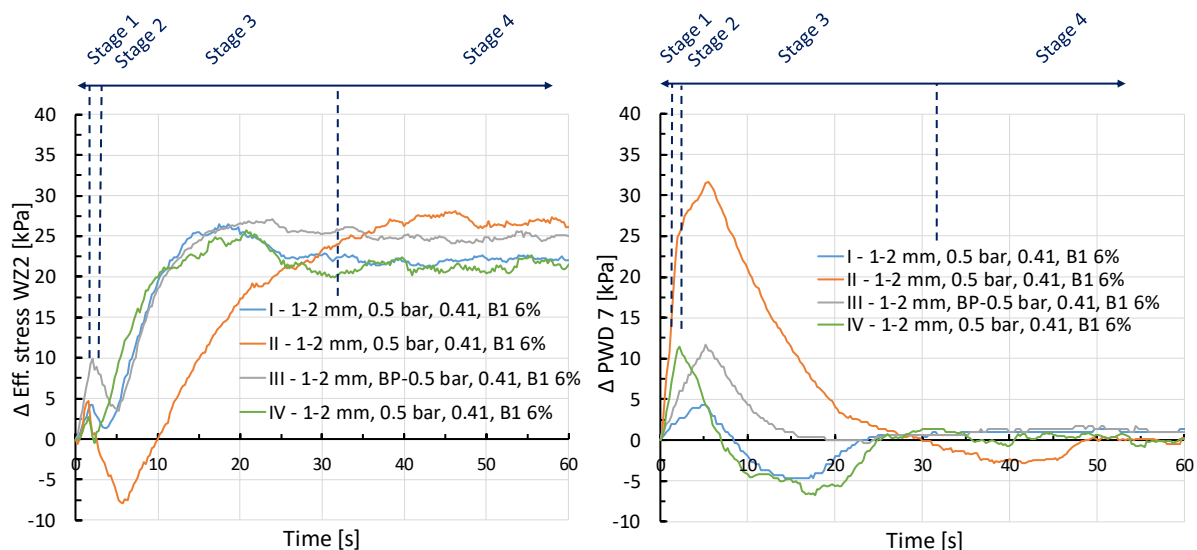 Stage 1
Stage 2
Stage 3
Stage 4
Δ Eff. stress WZ2 [kPa]
40
35
30
25
20
15
10
5
0
-5
-10
0 10 20 30 40 50 60
Time [s]
I - 1-2 mm, 0.5 bar, 0.41, B1 6%
II - 1-2 mm, 0.5 bar, 0.41, B1 6%
III - 1-2 mm, BP-0.5 bar, 0.41, B1 6%
IV - 1-2 mm, 0.5 bar, 0.41, B1 6%
Stage 1
Stage 2
Stage 3
Stage 4
Δ PWD 7 [kPa]
40
35
30
25
20
15
10
5
0
-5
-10
0 10 20 30 40 50 60
Time [s]
I - 1-2 mm, 0.5 bar, 0.41, B1 6%
II - 1-2 mm, 0.5 bar, 0.41, B1 6%
III - 1-2 mm, BP-0.5 bar, 0.41, B1 6%
IV - 1-2 mm, 0.5 bar, 0.41, B1 6%